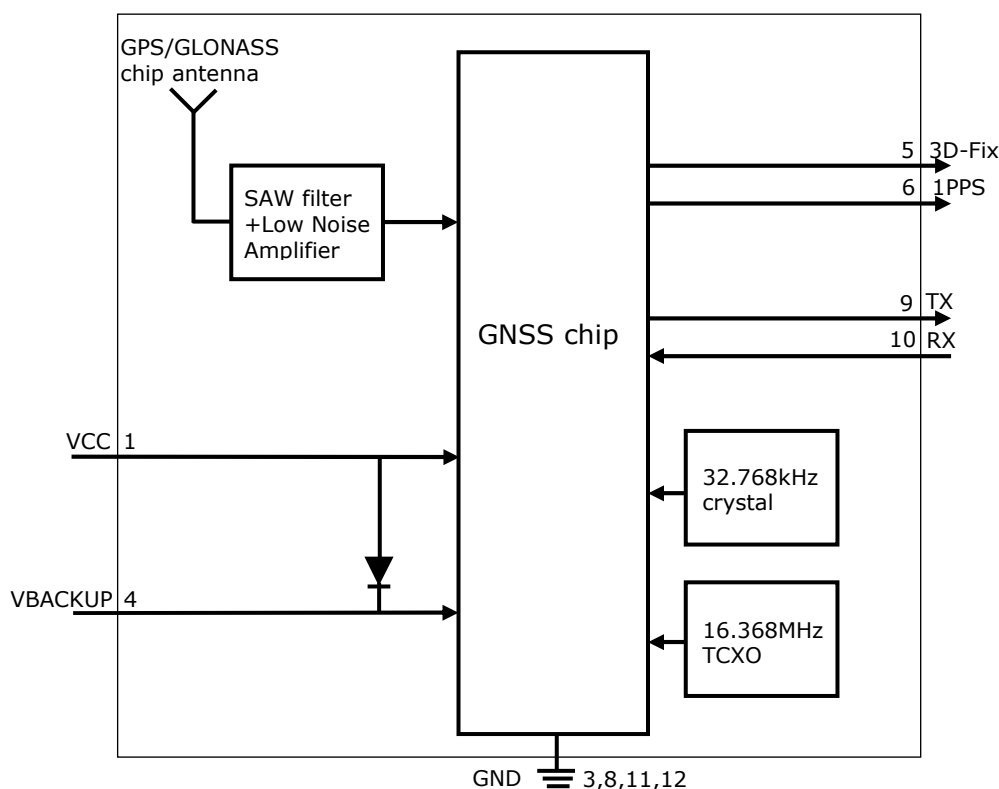 GPS/GLONASS
chip antenna
SAW filter
+Low Noise
Amplifier
GNSS chip
5 3D-Fix
6 1PPS
9 TX
10 RX
VCC 1
32.768kHz
crystal
VBACKUP 4
16.368MHz
TCXO
GND 3,8,11,12